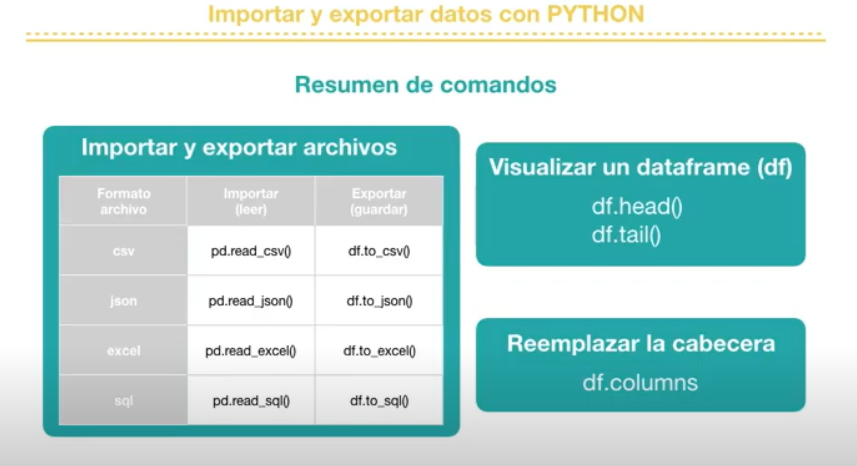 Importar y exportar datos con PYTHON
Resumen de comandos
Importar y exportar archivos
Formato archivo
Importar (leer)
Exportar (guardar)
csv
pd.read_csv()
df.to_csv()
json
pd.read_json()
df.to_json()
excel
pd.read_excel()
df.to_excel()
sql
pd.read_sql()
df.to_sql()
Visualizar un dataframe (df)
df.head()
df.tail()
Reemplazar la cabecera
df.columns